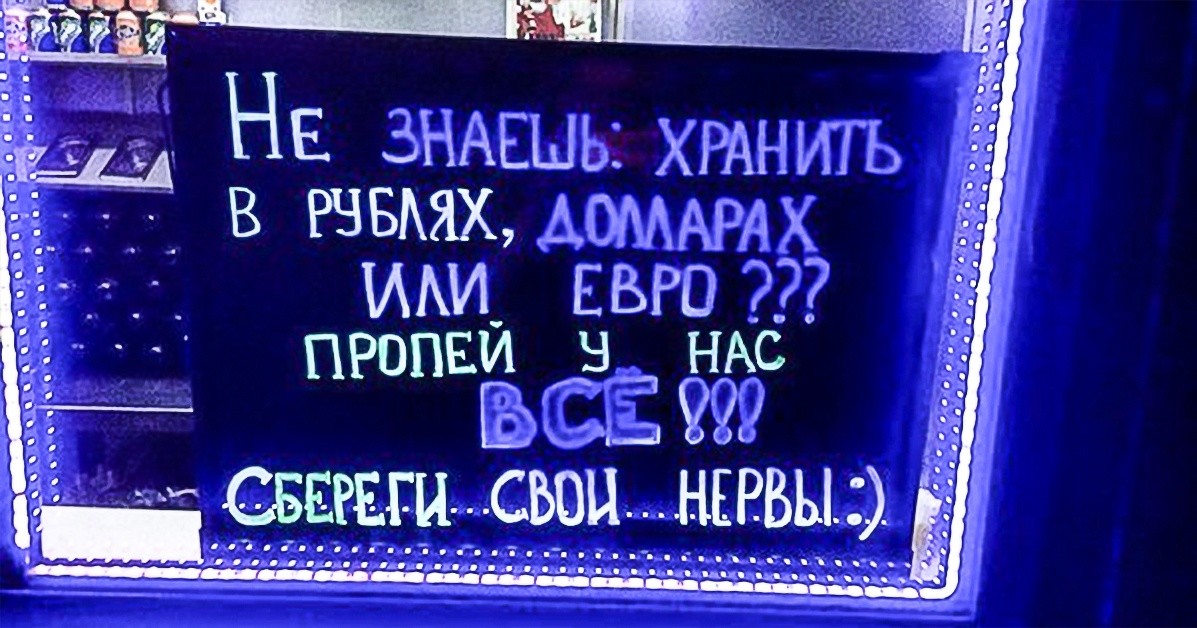 Не знаешь: хранить
в рублях, долларах
или евро???
пропей у нас
ВСЁ!!!
Сбереги свои нервы :)